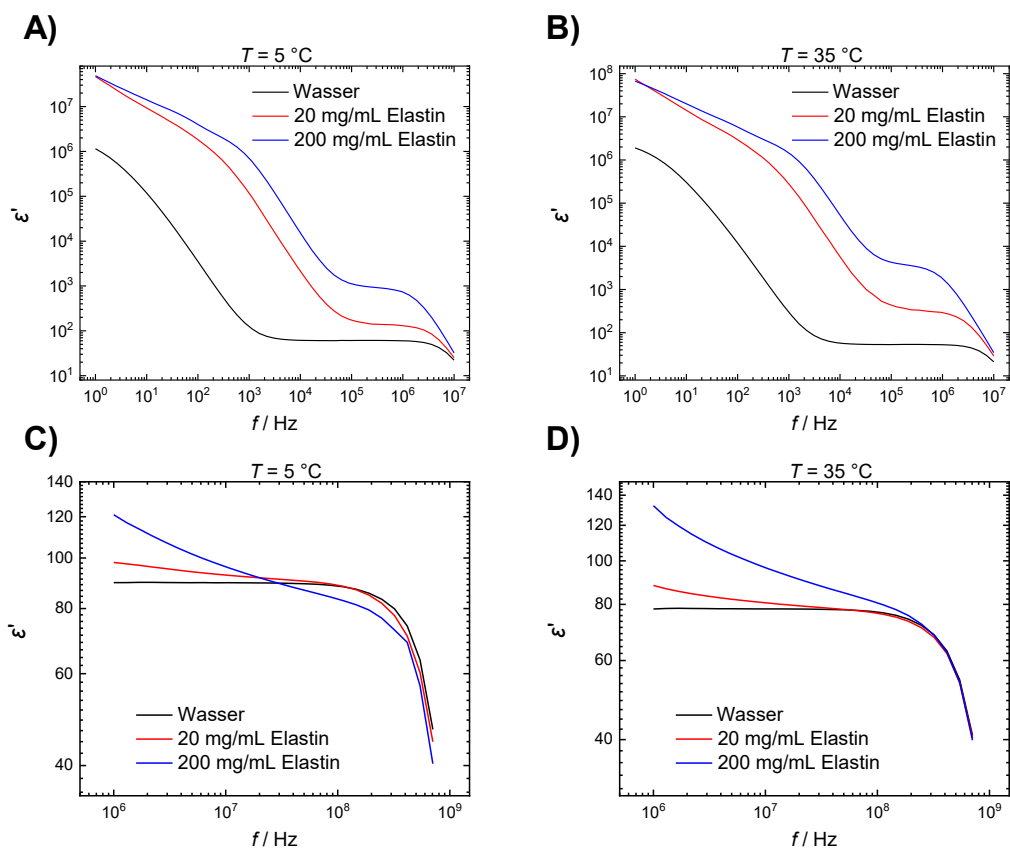 A)
T = 5 °C
Wasser
20 mg/mL Elastin
200 mg/mL Elastin
10⁷
10⁶
10⁵
10⁴
10³
10²
10¹
ε'
10⁰ 10¹ 10² 10³ 10⁴ 10⁵ 10⁶ 10⁷
f / Hz
B)
T = 35 °C
Wasser
20 mg/mL Elastin
200 mg/mL Elastin
10⁸
10⁷
10⁶
10⁵
10⁴
10³
10²
10¹
ε'
10⁰ 10¹ 10² 10³ 10⁴ 10⁵ 10⁶ 10⁷
f / Hz
C)
T = 5 °C
140
120
100
80
60
40
ε'
Wasser
20 mg/mL Elastin
200 mg/mL Elastin
10⁶ 10⁷ 10⁸ 10⁹
f / Hz
D)
T = 35 °C
140
120
100
80
60
40
ε'
Wasser
20 mg/mL Elastin
200 mg/mL Elastin
10⁶ 10⁷ 10⁸ 10⁹
f / Hz